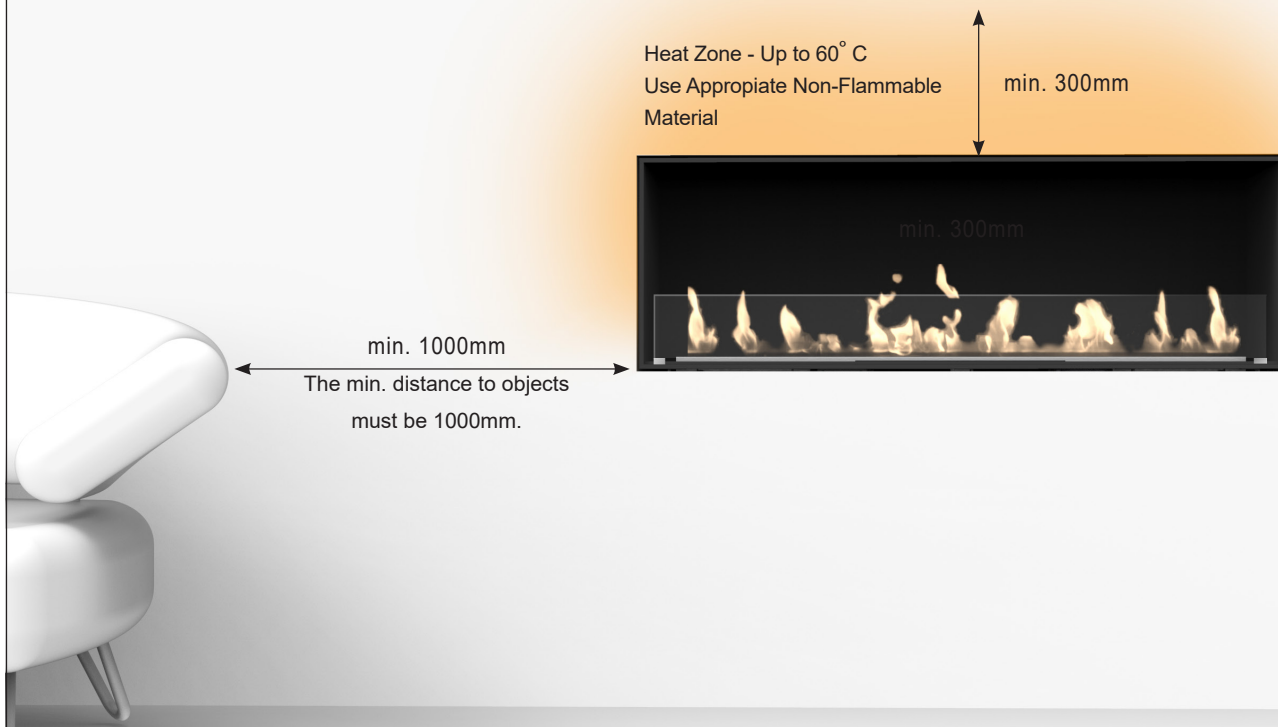 Heat Zone - Up to 60° C
Use Appropiate Non-Flammable
Material
min. 300mm
min. 300mm
min. 1000mm
The min. distance to objects
must be 1000mm.